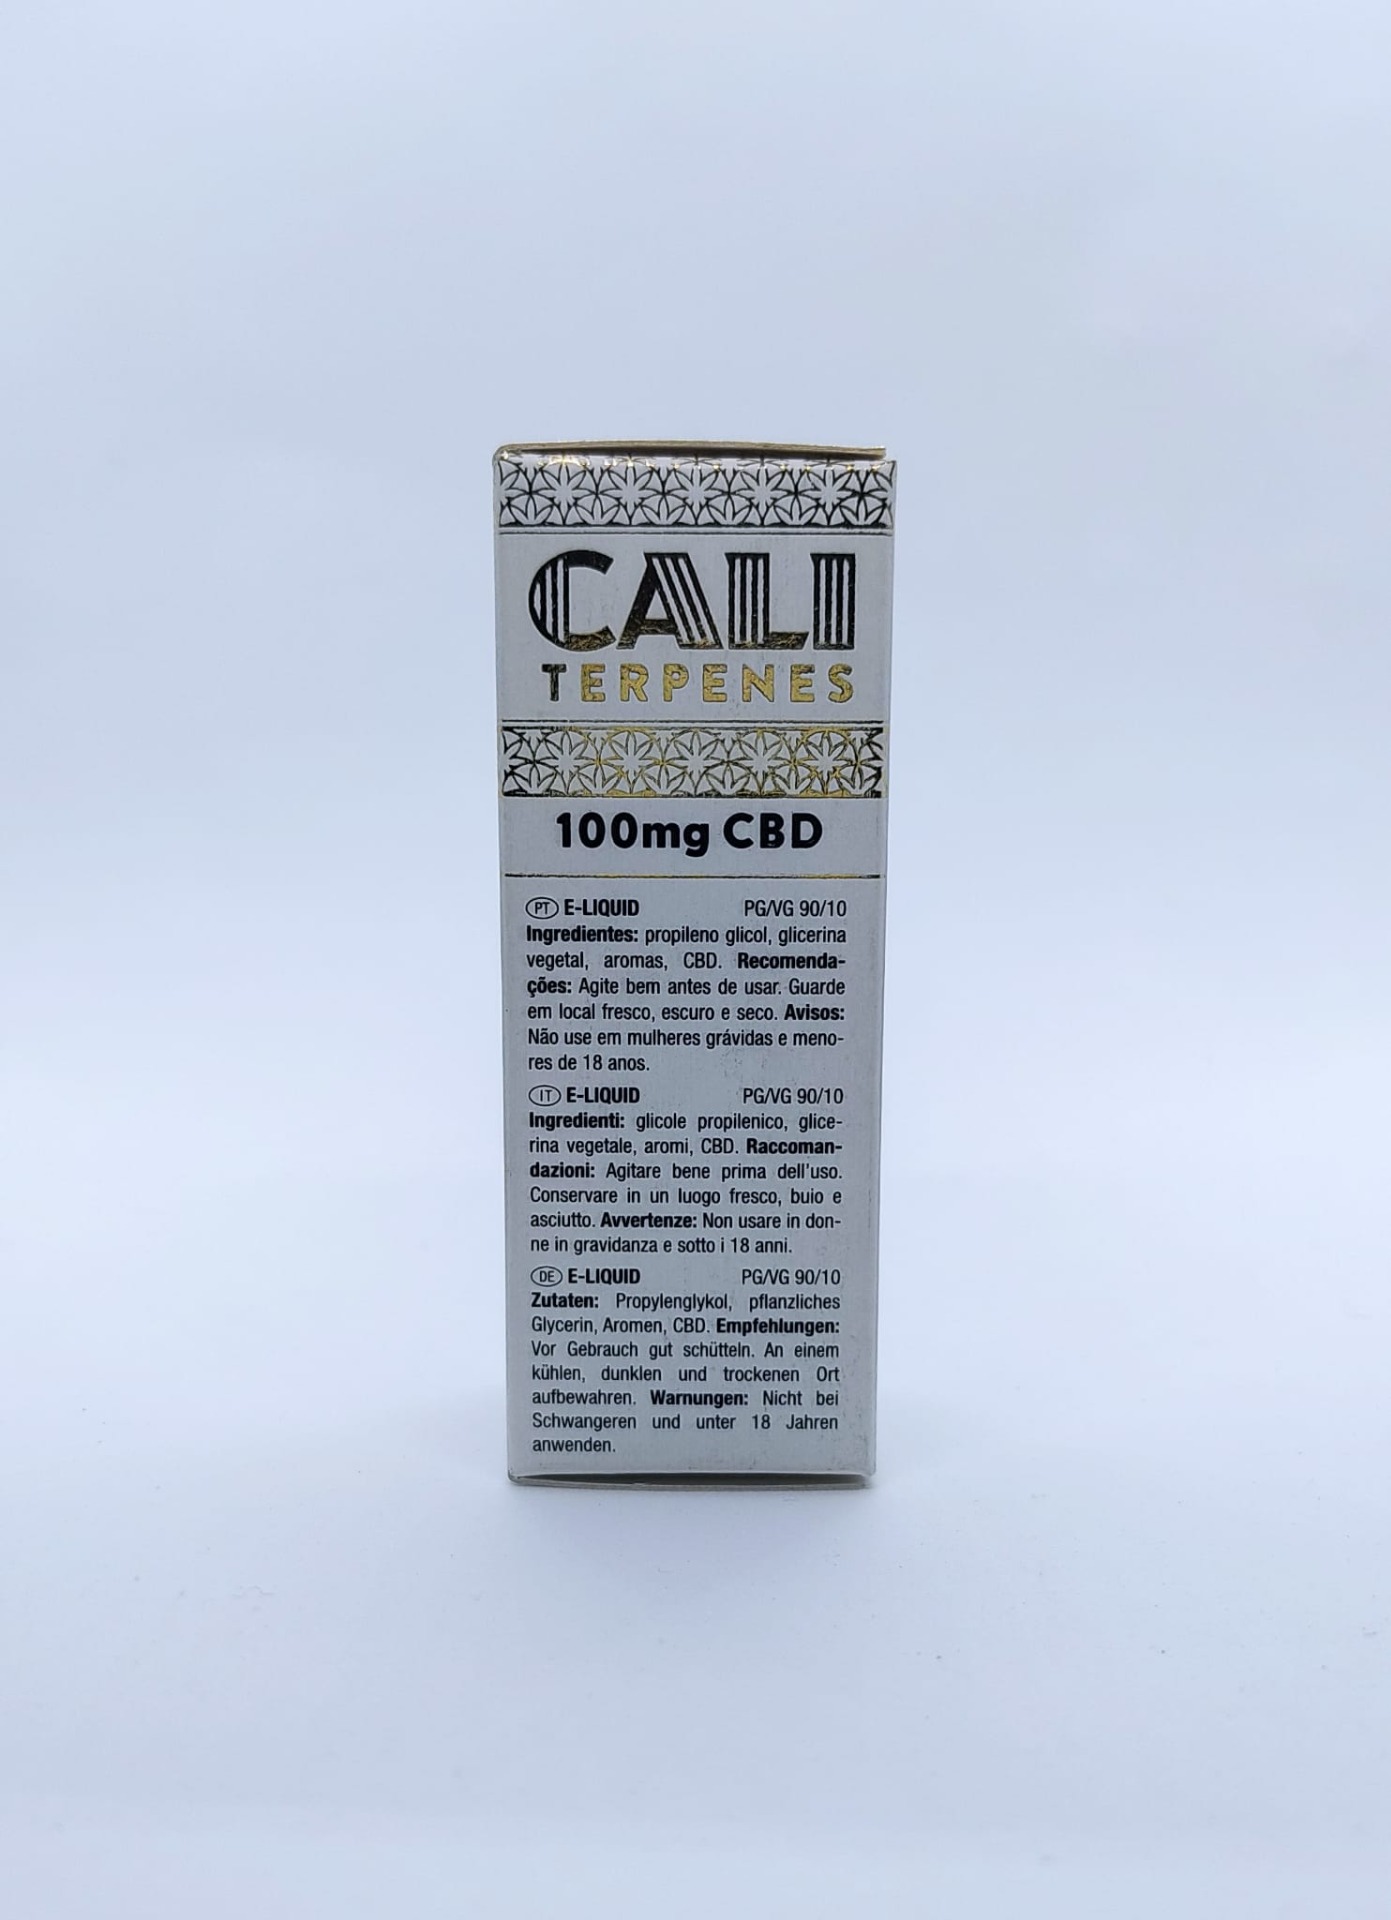 CALI
TERPENES
100mg CBD
PT E-LIQUID PG/VG 90/10
Ingredientes: propileno glicol, glicerina
vegetal, aromas, CBD. Recomenda-
ções: Agite bem antes de usar. Guarde
em local fresco, escuro e seco. Avisos:
Não use em mulheres grávidas e meno-
res de 18 anos.
IT E-LIQUID PG/VG 90/10
Ingredienti: glicole propilenico, glice-
rina vegetale, aromi, CBD. Raccoman-
dazioni: Agitare bene prima dell'uso.
Conservare in un luogo fresco, buio e
asciutto. Avvertenze: Non usare in don-
ne in gravidanza e sotto i 18 anni.
DE E-LIQUID PG/VG 90/10
Zutaten: Propylenglykol, pflanzliches
Glycerin, Aromen, CBD. Empfehlungen:
Vor Gebrauch gut schütteln. An einem
kühlen, dunklen und trockenen Ort
aufbewahren. Warnungen: Nicht bei
Schwangeren und unter 18 Jahren
anwenden.